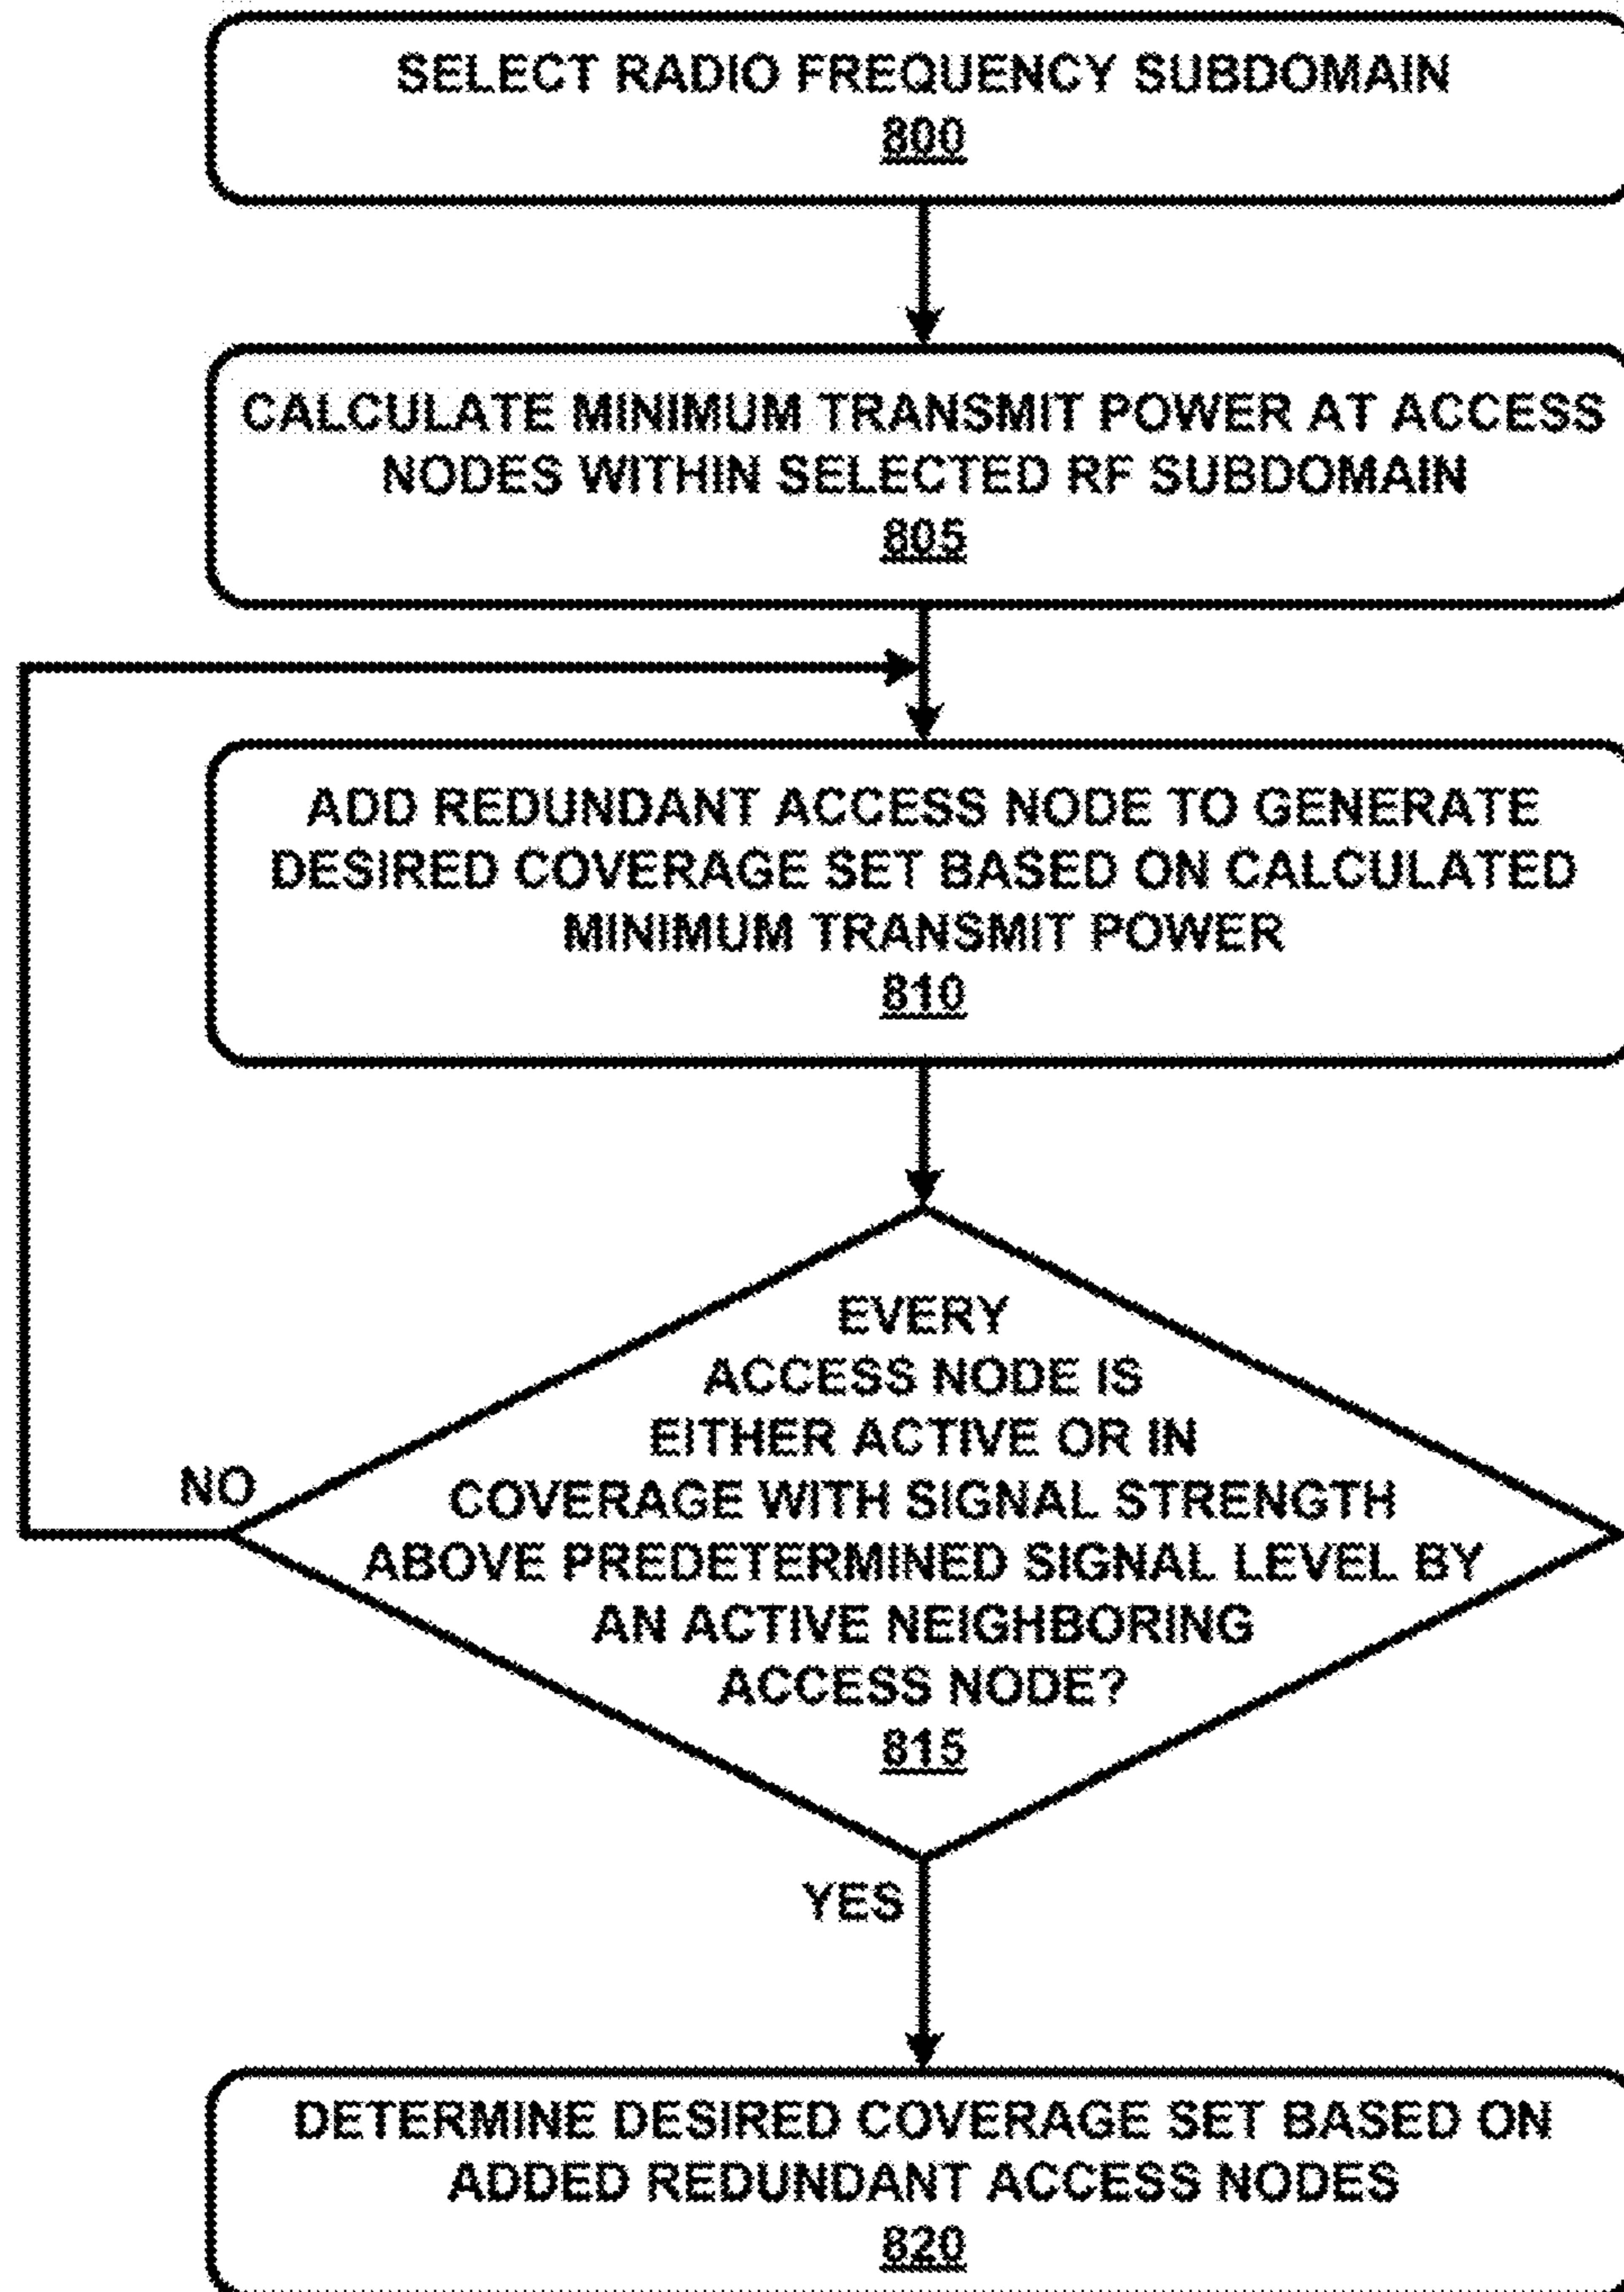 SELECT RADIO FREQUENCY SUBDOMAIN
800
CALCULATE MINIMUM TRANSMIT POWER AT ACCESS
NODES WITHIN SELECTED RF SUBDOMAIN
805
ADD REDUNDANT ACCESS NODE TO GENERATE
DESIRED COVERAGE SET BASED ON CALCULATED
MINIMUM TRANSMIT POWER
810
EVERY
ACCESS NODE IS
EITHER ACTIVE OR IN
COVERAGE WITH SIGNAL STRENGTH
ABOVE PREDETERMINED SIGNAL LEVEL BY
AN ACTIVE NEIGHBORING
ACCESS NODE?
815
NO
YES
DETERMINE DESIRED COVERAGE SET BASED ON
ADDED REDUNDANT ACCESS NODES
820